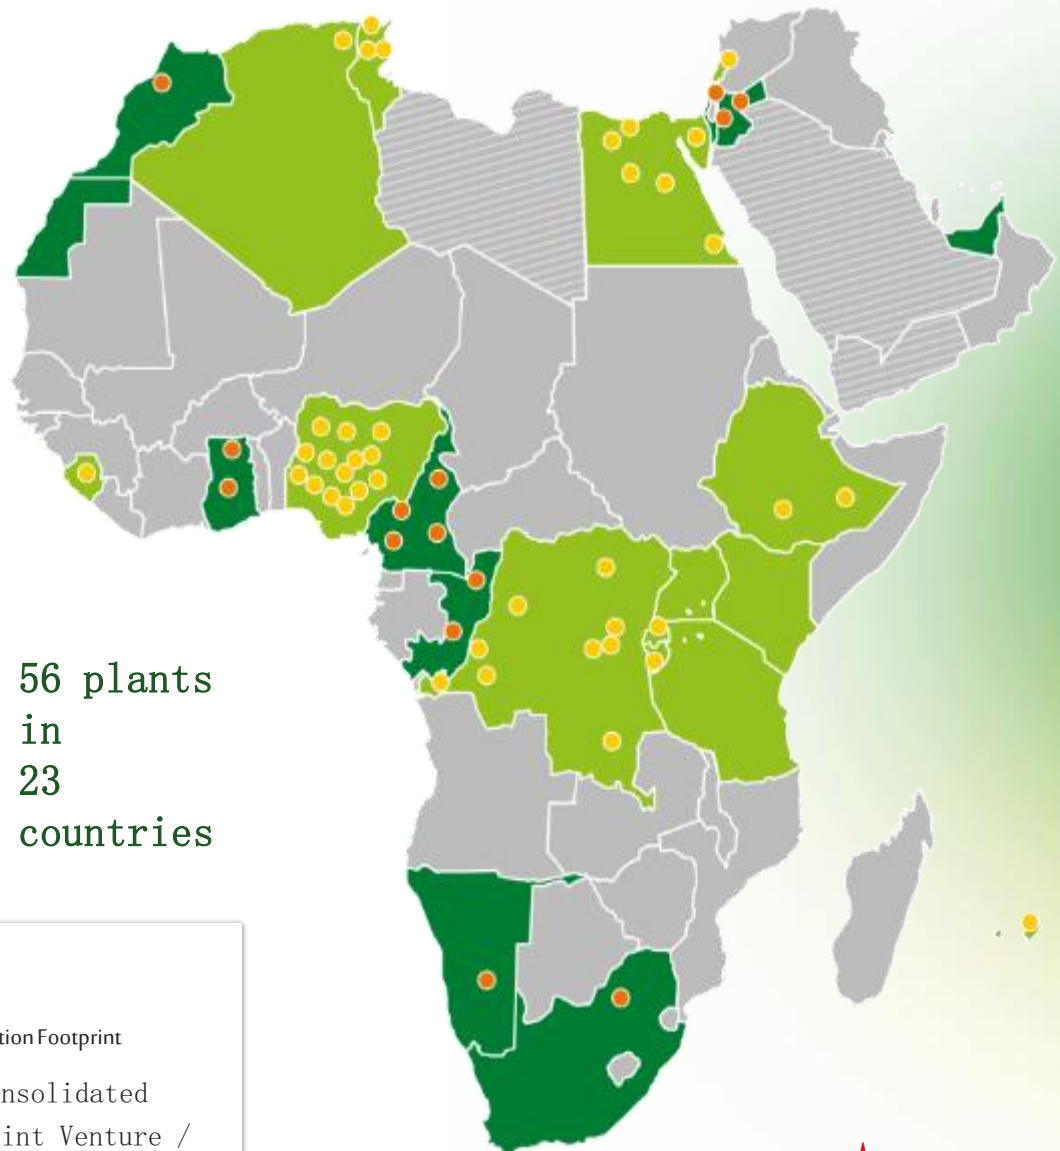 56 plants
in
23
countries
tion Footprint
nsolidated
int Venture /